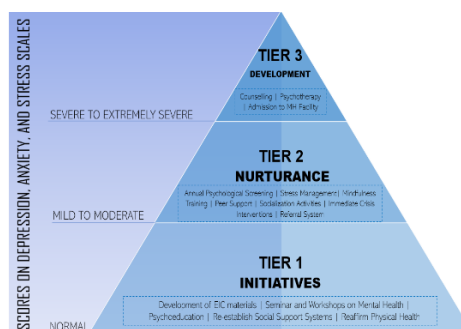 SCORES ON DEPRESSION, ANXIETY, AND STRESS SCALES
TIER 3
DEVELOPMENT
Counselling | Psychotherapy
| Admission to MH Facility
SEVERE TO EXTREMELY SEVERE
TIER 2
NURTURANCE
Annual Psychological Screening | Stress Management| Mindfulness
Training | Peer Support | Socialisation Activities | Immediate Crisis
Interventions | Referral System
MILD TO MODERATE
TIER 1
INITIATIVES
Development of EIC materials | Seminar and Workshops on Mental Health |
Psychoeducation | Re-establish Social Support Systems | Reaffirm Physical Health
NORMAL